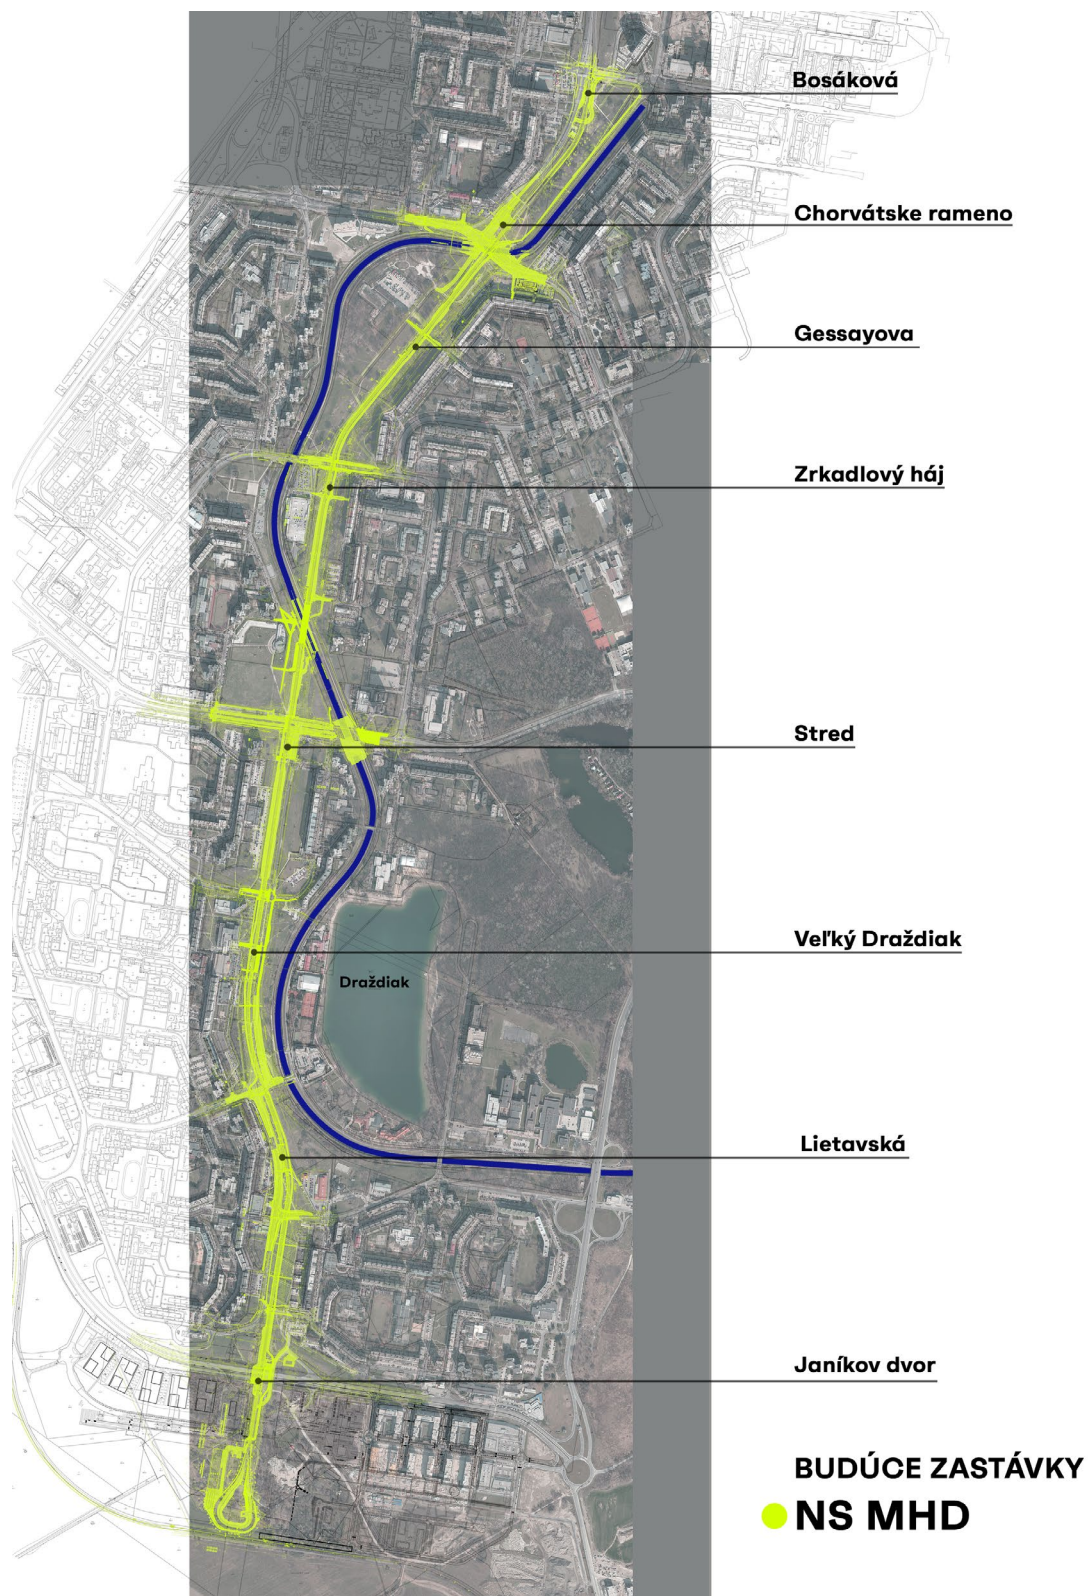 Bosáková
Chorvátske rameno
Gessayova
Zrkadlový háj
Stred
Veľký Draždiak
Draždiak
Lietavská
Janíkov dvor
BUDÚCE ZASTÁVKY
NS MHD